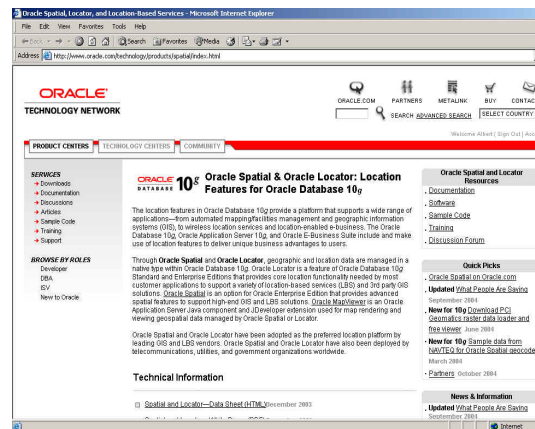 Oracle Spatial, Locator, and Location-Based Services - Microsoft Internet Explorer
File Edit View Favorites Tools Help
Back Search Favorites Media
Address http://www.oracle.com/technology/products/spatial/index.html
ORACLE
TECHNOLOGY NETWORK
ORACLE.COM PARTNERS METALINK BUY CONTAC
SEARCH ADVANCED SEARCH SELECT COUNTRY
Welcome Albert ( Sign Out | Acc
PRODUCT CENTERS TECHNOLOGY CENTERS COMMUNITY
SERVICES
Downloads
Documentation
Discussions
Articles
Sample Code
Training
Support
BROWSE BY ROLES
Developer
DBA
ISV
New to Oracle
ORACLE DATABASE 10g
Oracle Spatial & Oracle Locator: Location
Features for Oracle Database 10g
The location features in Oracle Database 10g provide a platform that supports a wide range of
applications—from automated mapping/facilities management and geographic information
systems (GIS), to wireless location services and location-enabled e-business. The Oracle
Database 10g, Oracle Application Server 10g, and Oracle E-Business Suite include and make
use of location features to deliver unique business advantages to users.
Through Oracle Spatial and Oracle Locator, geographic and location data are managed in a
native type within Oracle Database 10g. Oracle Locator is a feature of Oracle Database 10g
Standard and Enterprise Editions that provides core location functionality needed by most
customer applications to support a variety of location-based services (LBS) and 3rd party GIS
solutions. Oracle Spatial is an option for Oracle Enterprise Edition that provides advanced
spatial features to support high-end GIS and LBS solutions. Oracle MapViewer is an Oracle
Application Server Java component and JDeveloper extension used for map rendering and
viewing geospatial data managed by Oracle Spatial or Locator.
Oracle Spatial and Oracle Locator have been adopted as the preferred location platform by
leading GIS and LBS vendors. Oracle Spatial and Oracle Locator have also been deployed by
telecommunications, utilities, and government organizations worldwide.
Technical Information
Spatial and Locator—Data Sheet (HTML)December 2003
Oracle Spatial and Locator
Resources
Documentation
Software
Sample Code
Training
Discussion Forum
Quick Picks
Oracle Spatial on Oracle.com
Updated What People Are Saying
September 2004
New for 10g Download PCI
Geomatics raster data loader and
free viewer June 2004
New for 10g Sample data from
NAVTEQ for Oracle Spatial geocode
March 2004
Partners October 2004
News & Information
Updated What People Are Saying
September 2004
Internet